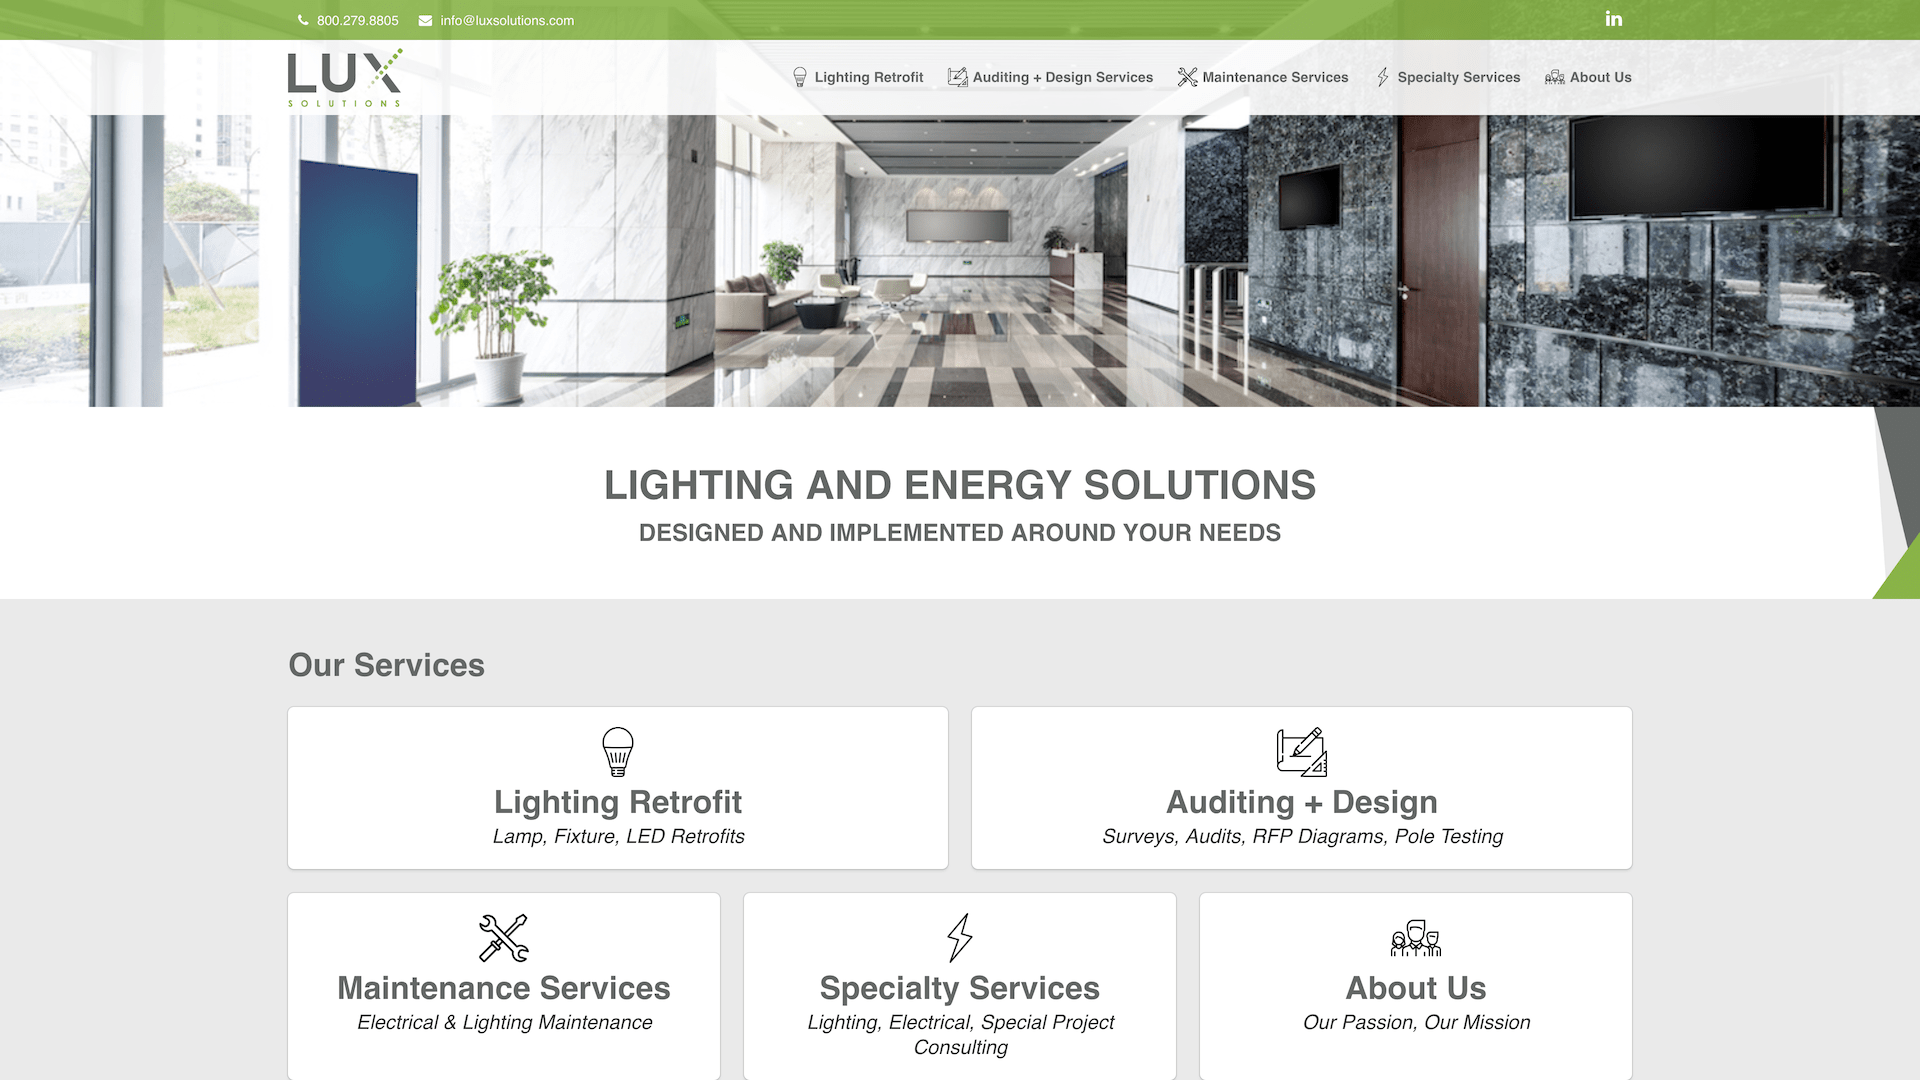 800.279.8805
info@luxsolutions.com
in
LUX
SOLUTIONS
Lighting Retrofit
Auditing + Design Services
Maintenance Services
Specialty Services
About Us
LIGHTING AND ENERGY SOLUTIONS
DESIGNED AND IMPLEMENTED AROUND YOUR NEEDS
Our Services
Lighting Retrofit
Lamp, Fixture, LED Retrofits
Auditing + Design
Surveys, Audits, RFP Diagrams, Pole Testing
Maintenance Services
Electrical & Lighting Maintenance
Specialty Services
Lighting, Electrical, Special Project
Consulting
About Us
Our Passion, Our Mission